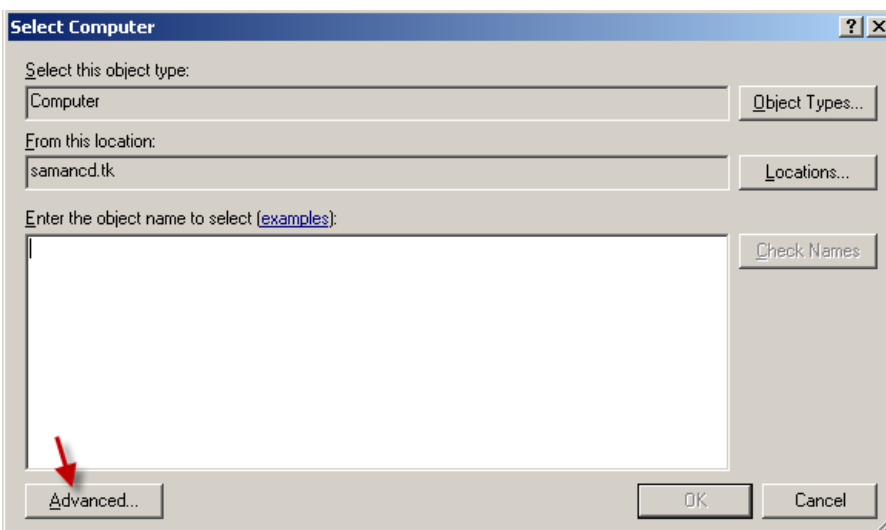 Select Computer
Select this object type:
Computer
Object Types...
From this location:
samancd.tk
Locations...
Enter the object name to select (examples):
Check Names
Advanced...
OK
Cancel